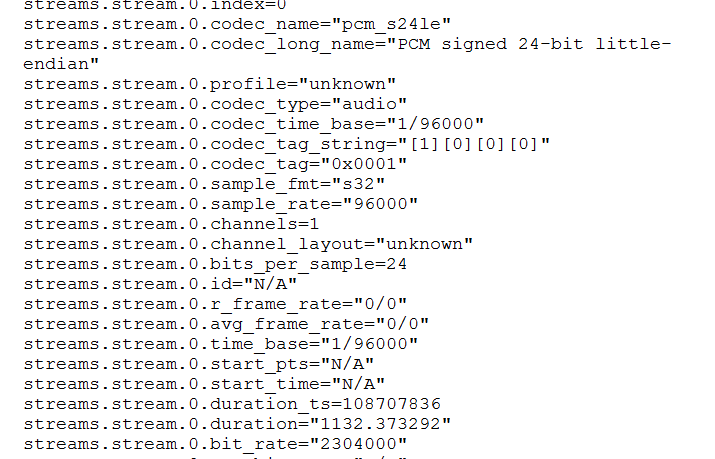 streams.stream.0.index=0
streams.stream.0.codec_name="pcm_s24le"
streams.stream.0.codec_long_name="PCM signed 24-bit little-
endian"
streams.stream.0.profile="unknown"
streams.stream.0.codec_type="audio"
streams.stream.0.codec_time_base="1/96000"
streams.stream.0.codec_tag_string="[1][0][0][0]"
streams.stream.0.codec_tag="0x0001"
streams.stream.0.sample_fmt="s32"
streams.stream.0.sample_rate="96000"
streams.stream.0.channels=1
streams.stream.0.channel_layout="unknown"
streams.stream.0.bits_per_sample=24
streams.stream.0.id="N/A"
streams.stream.0.r_frame_rate="0/0"
streams.stream.0.avg_frame_rate="0/0"
streams.stream.0.time_base="1/96000"
streams.stream.0.start_pts="N/A"
streams.stream.0.start_time="N/A"
streams.stream.0.duration_ts=108707836
streams.stream.0.duration="1132.373292"
streams.stream.0.bit_rate="2304000"